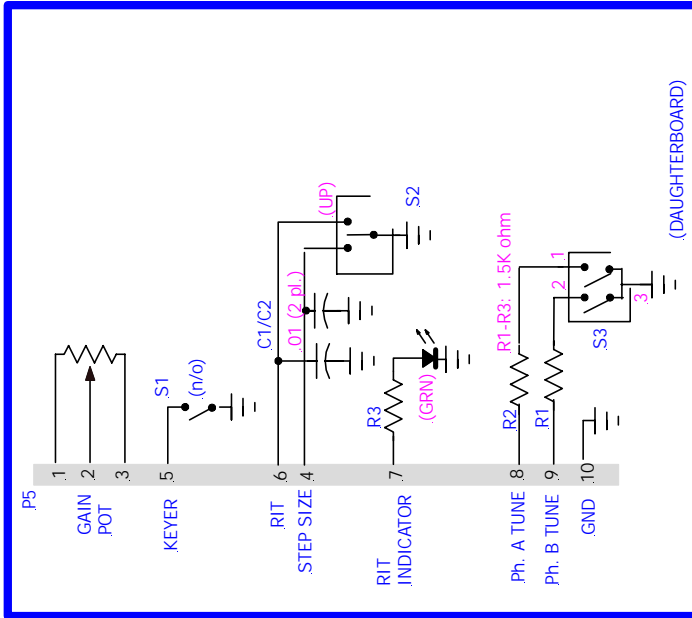 P5
1
2
3
5
6
4
7
8
9
10
GAIN
POT
KEYER
RIT
STEP SIZE
RIT
INDICATOR
Ph. A TUNE
Ph. B TUNE
GND
S1
(n/o)
C1/C2
.01 (2 pl.)
(UP)
S2
R3
(GRN)
R2
R1
R1-R3: 1.5K ohm
1
2
3
S3
(DAUGHTERBOARD)